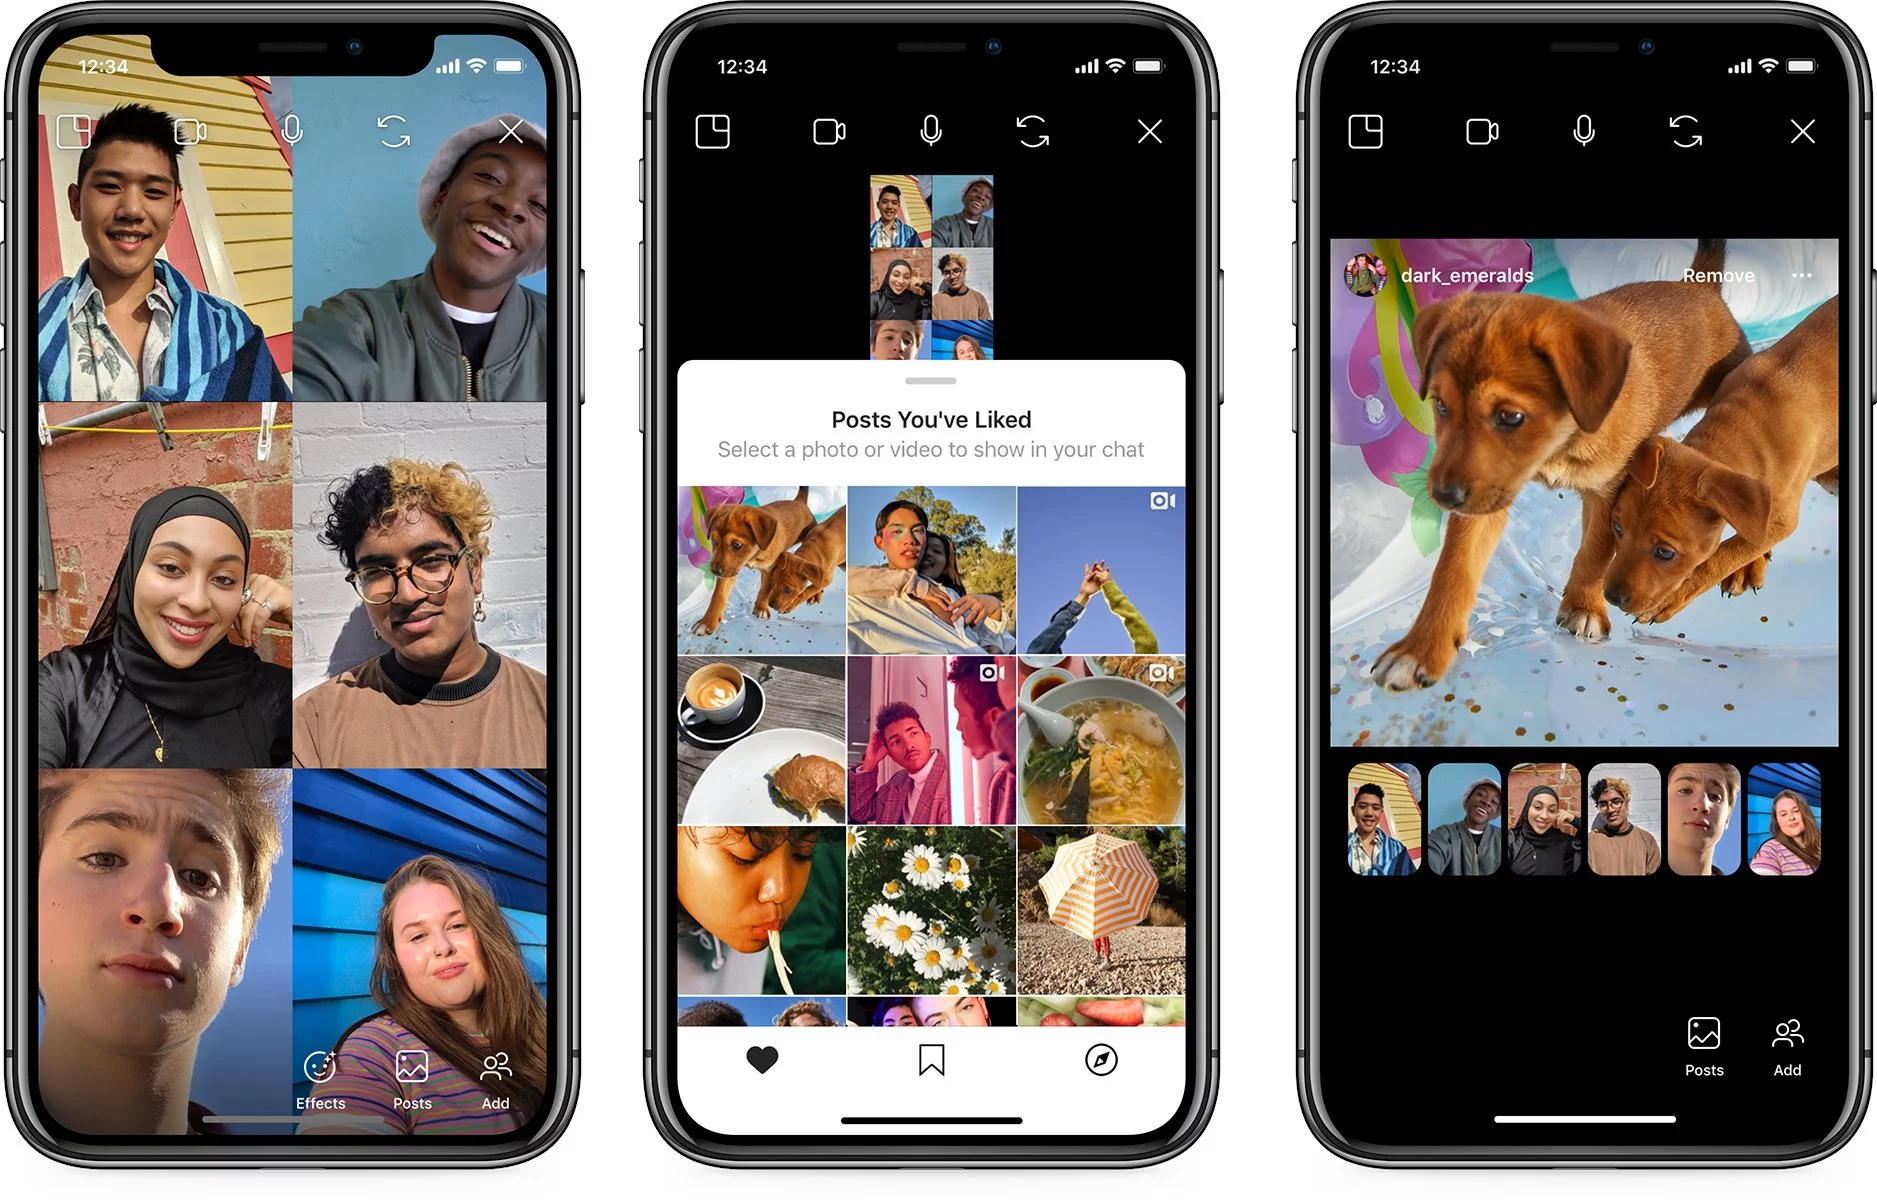 12:34
Effects
Posts
Add
12:34
Posts You've Liked
Select a photo or video to show in your chat
12:34
dark_emeralds
Remove
Posts
Add